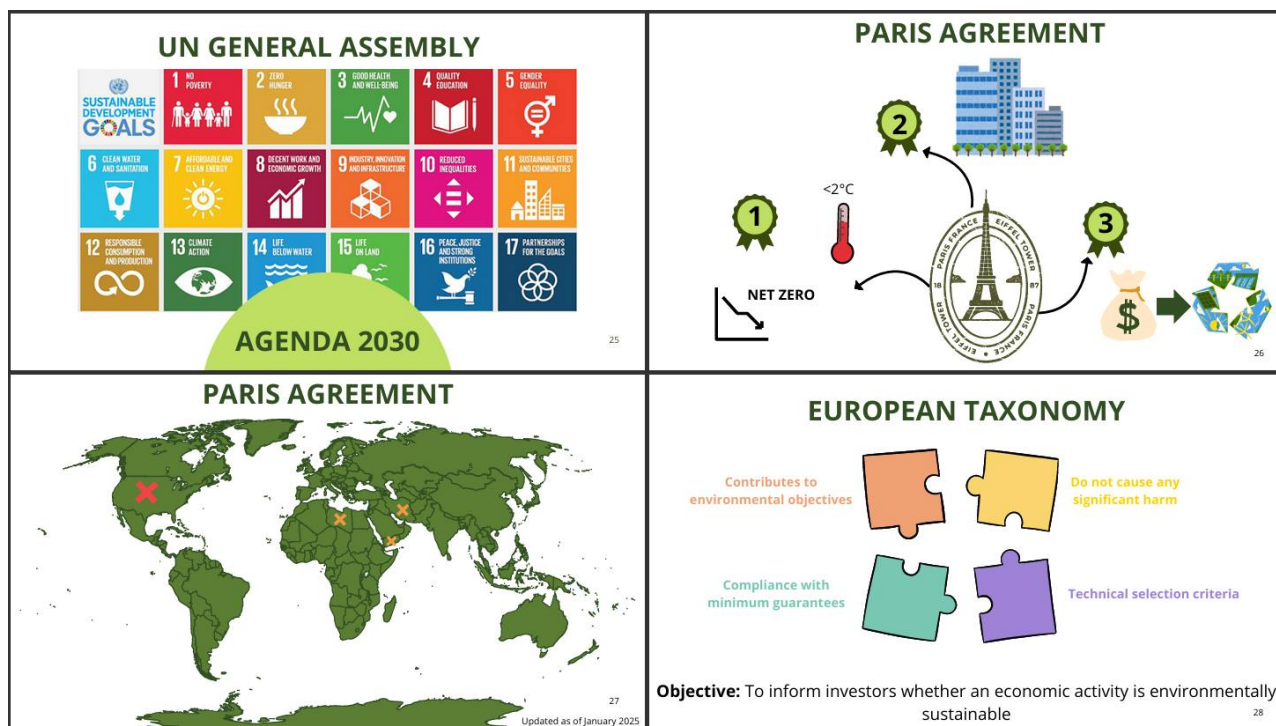 UN GENERAL ASSEMBLY
SUSTAINABLE
DEVELOPMENT
GOALS
1 NO
POVERTY
2 ZERO
HUNGER
3 GOOD HEALTH
AND WELL-BEING
4 QUALITY
EDUCATION
5 GENDER
EQUALITY
6 CLEAN WATER
AND SANITATION
7 AFFORDABLE AND
CLEAN ENERGY
8 DECENT WORK AND
ECONOMIC GROWTH
9 INDUSTRY, INNOVATION
AND INFRASTRUCTURE
10 REDUCED
INEQUALITIES
11 SUSTAINABLE CITIES
AND COMMUNITIES
12 RESPONSIBLE
CONSUMPTION
AND PRODUCTION
13 CLIMATE
ACTION
14 LIFE
BELOW WATER
15 LIFE
ON LAND
16 PEACE, JUSTICE
AND STRONG
INSTITUTIONS
17 PARTNERSHIPS
FOR THE GOALS
AGENDA 2030
25
PARIS AGREEMENT
2
<2°C
1
3
NET ZERO
PARIS FRANCE
EIFFEL TOWER
18 87
EIFFEL TOWER
PARIS FRANCE
$
26
PARIS AGREEMENT
27
Updated as of January 2025
EUROPEAN TAXONOMY
Contributes to
environmental objectives
Do not cause any
significant harm
Compliance with
minimum guarantees
Technical selection criteria
Objective: To inform investors whether an economic activity is environmentally
sustainable
28